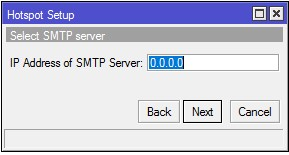 Hotspot Setup
Select SMTP server
IP Address of SMTP Server: 0.0.0.0
Back Next Cancel